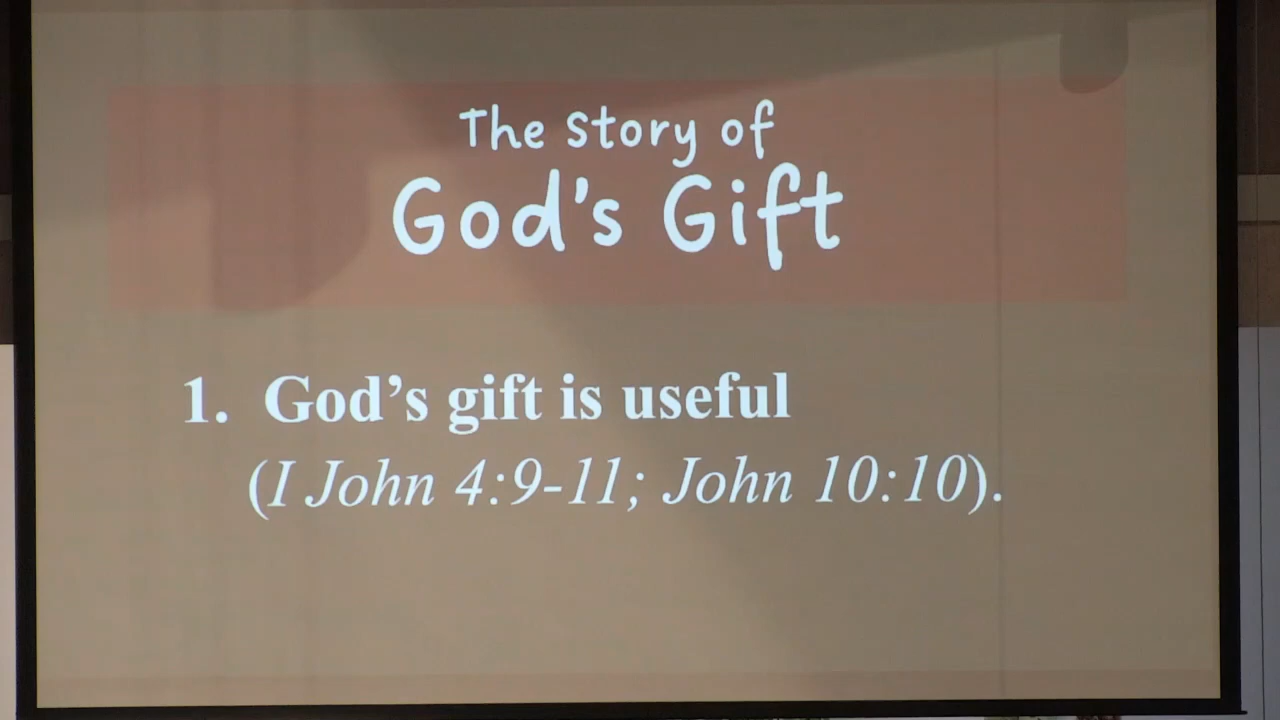 The Story of
God's Gift
1. God's gift is useful
(I John 4:9-11; John 10:10).